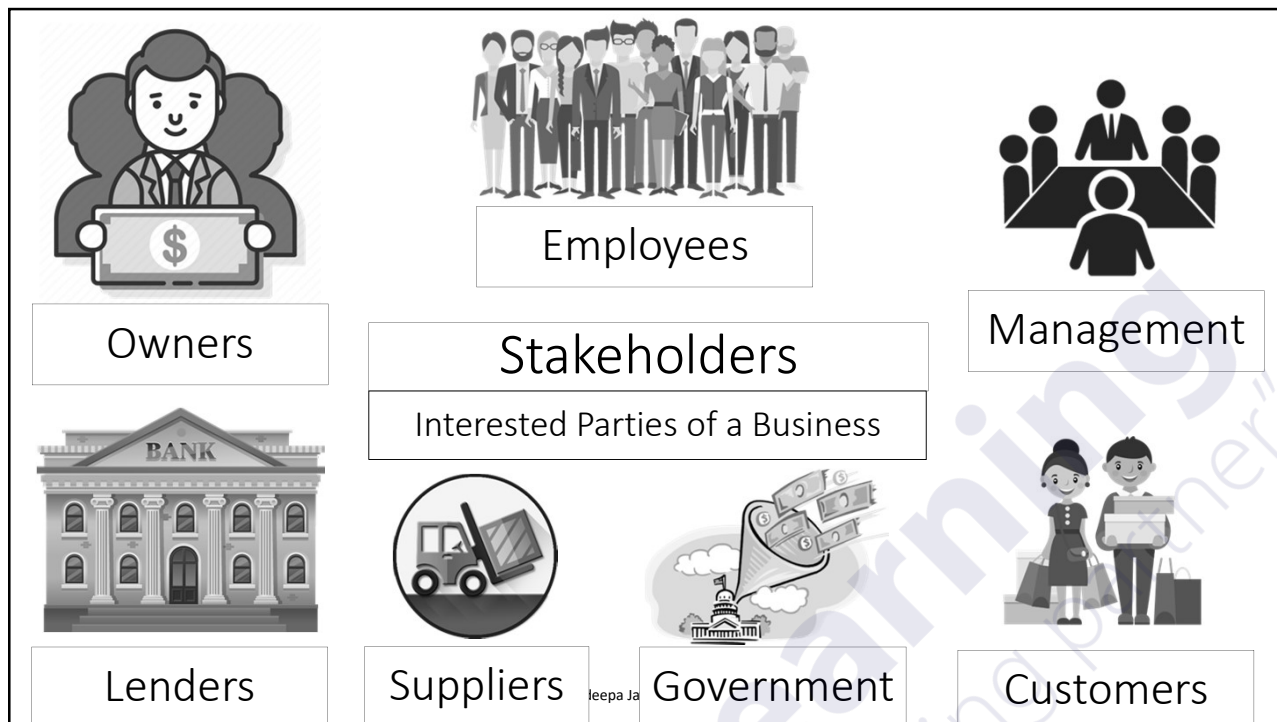 Employees
Owners
Management
Stakeholders
Interested Parties of a Business
BANK
$
Lenders
Suppliers
Government
Customers